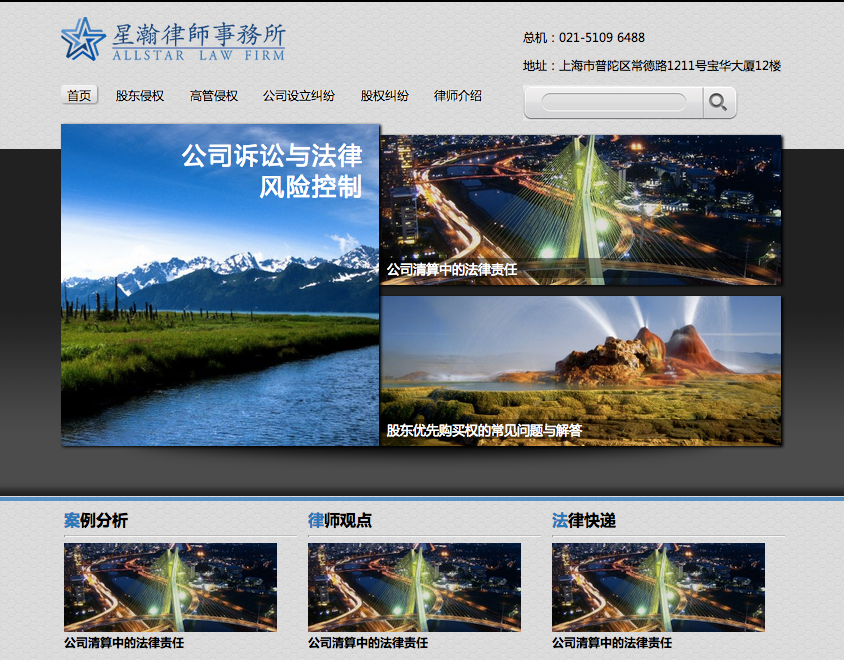 星瀚律師事務所
ALLSTAR LAW FIRM
总机：021-5109 6488
地址：上海市普陀区常德路1211号宝华大厦12楼
首页 股东侵权 高管侵权 公司设立纠纷 股权纠纷 律师介绍
公司诉讼与法律
风险控制
公司清算中的法律责任
股东优先购买权的常见问题与解答
案例分析 律师观点 法律快递
公司清算中的法律责任 公司清算中的法律责任 公司清算中的法律责任